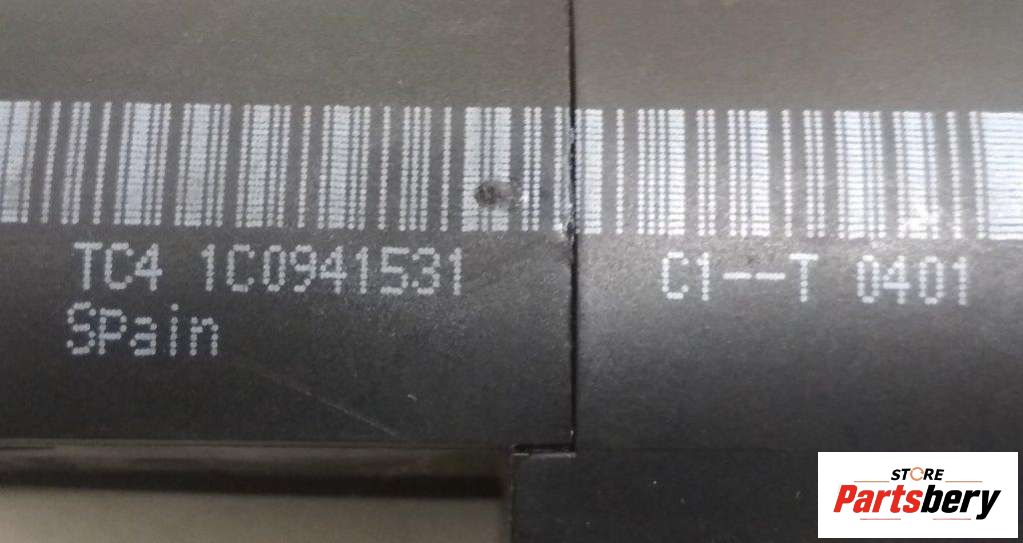 TC4 1C0941531 C1--T 0401
SPain
STORE
Partsbery